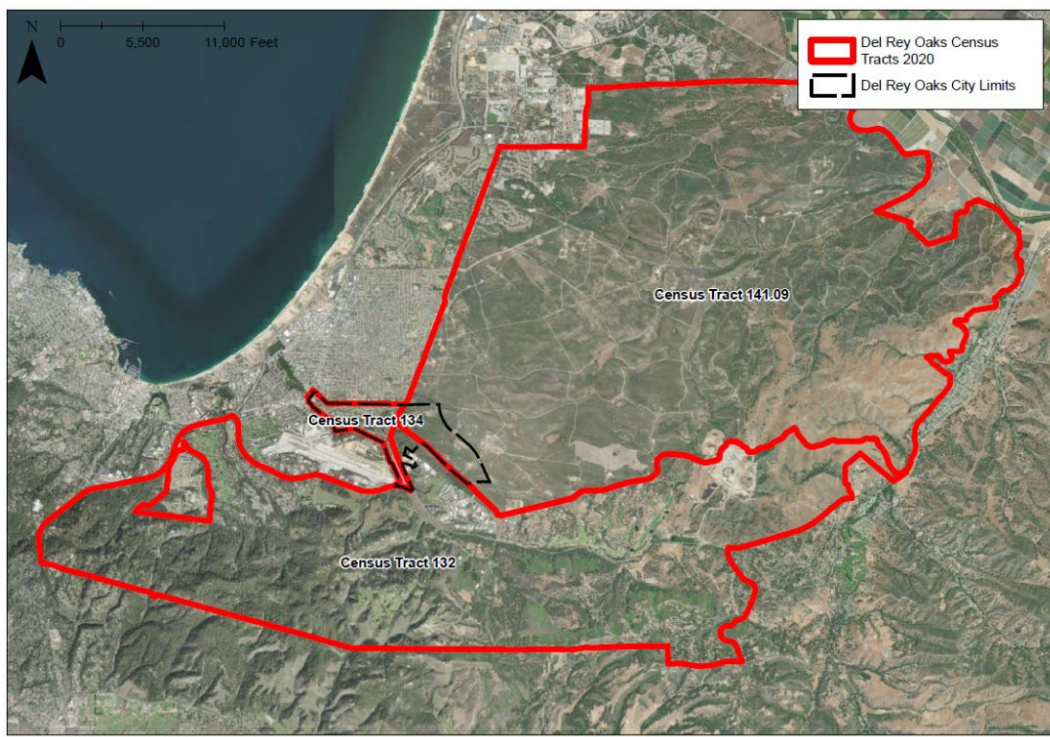 N
0 5,500 11,000 Feet
Del Rey Oaks Census
Tracts 2020
Del Rey Oaks City Limits
Census Tract 141.09
Census Tract 134
Census Tract 132